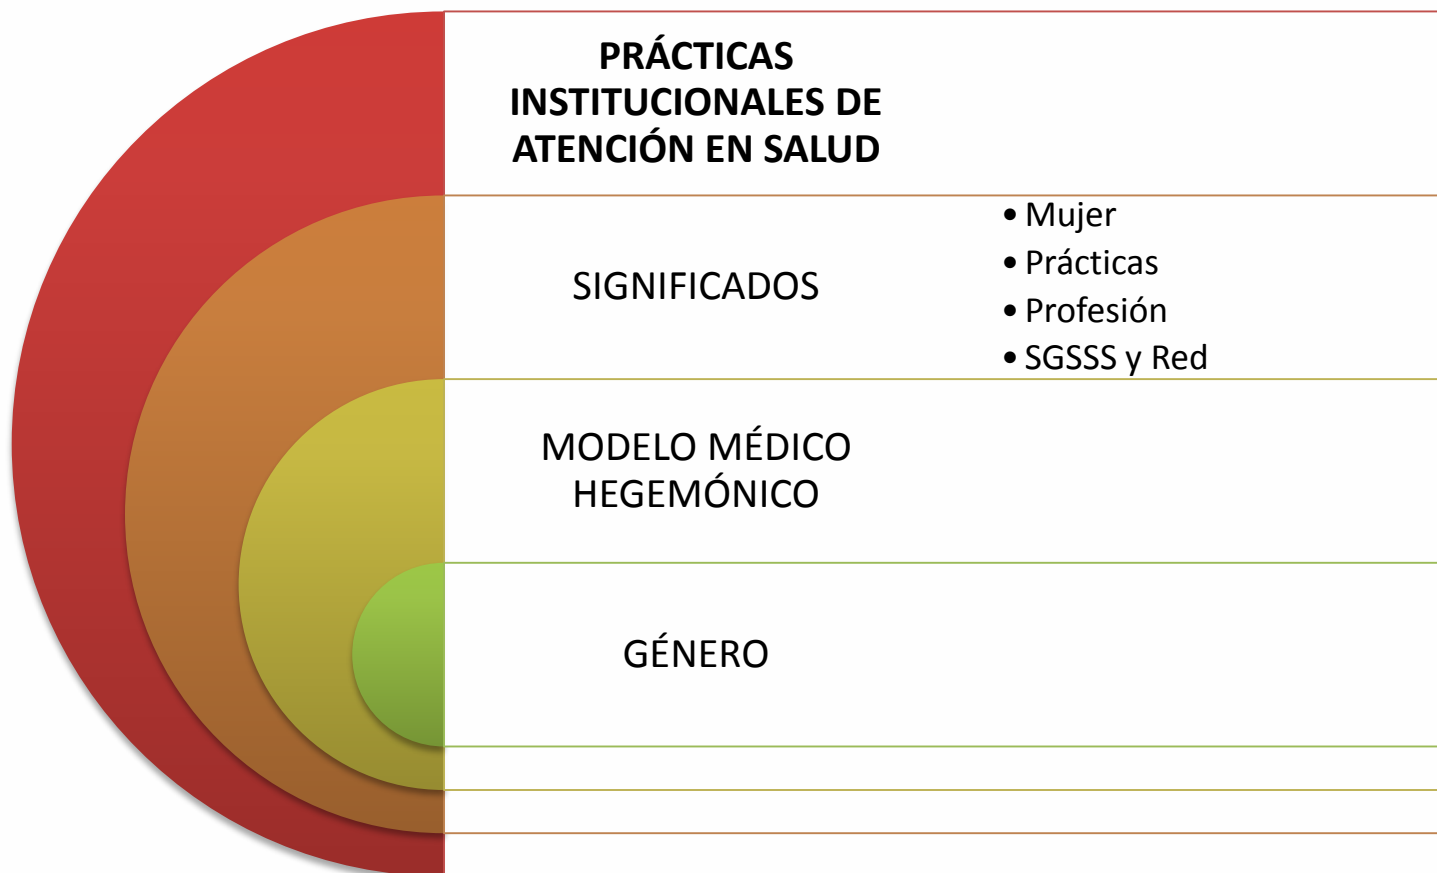 PRÁCTICAS
INSTITUCIONALES DE
ATENCIÓN EN SALUD
SIGNIFICADOS
• Mujer
• Prácticas
• Profesión
• SGSSS y Red
MODELO MÉDICO
HEGEMÓNICO
GÉNERO